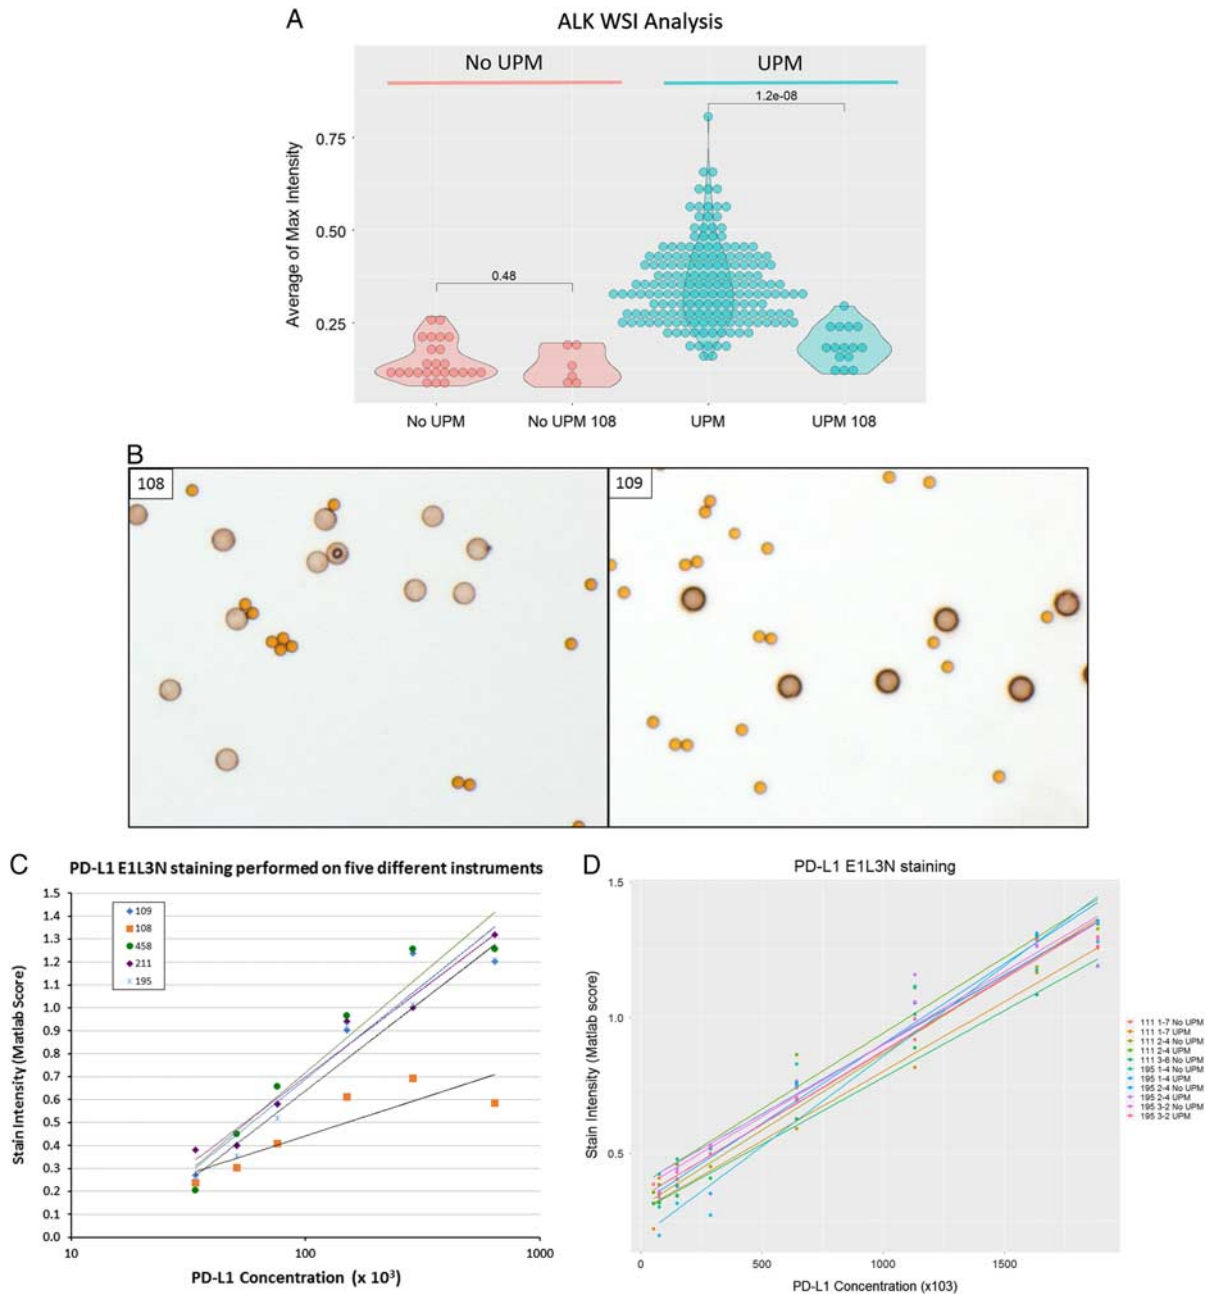 A
ALK WSI Analysis
No UPM
UPM
1.2e-08
0.48
0.75
0.50
0.25
Average of Max Intensity
No UPM
No UPM 108
UPM
UPM 108
B
108
109
C
PD-L1 E1L3N staining performed on five different instruments
1.5
1.4
1.3
1.2
1.1
1.0
0.9
0.8
0.7
0.6
0.5
0.4
0.3
0.2
0.1
0.0
Stain Intensity (Matlab Score)
109
108
458
211
195
10
100
1000
PD-L1 Concentration (x 10³)
D
PD-L1 E1L3N staining
1.5
1.0
0.5
Stain Intensity (Matlab score)
0
500
1000
1500
PD-L1 Concentration (x103)
111 1-7 No UPM
111 1-7 UPM
111 2-4 No UPM
111 2-4 UPM
111 3-6 No UPM
195 1-4 No UPM
195 1-4 UPM
195 2-4 No UPM
195 2-4 UPM
195 3-2 No UPM
195 3-2 UPM